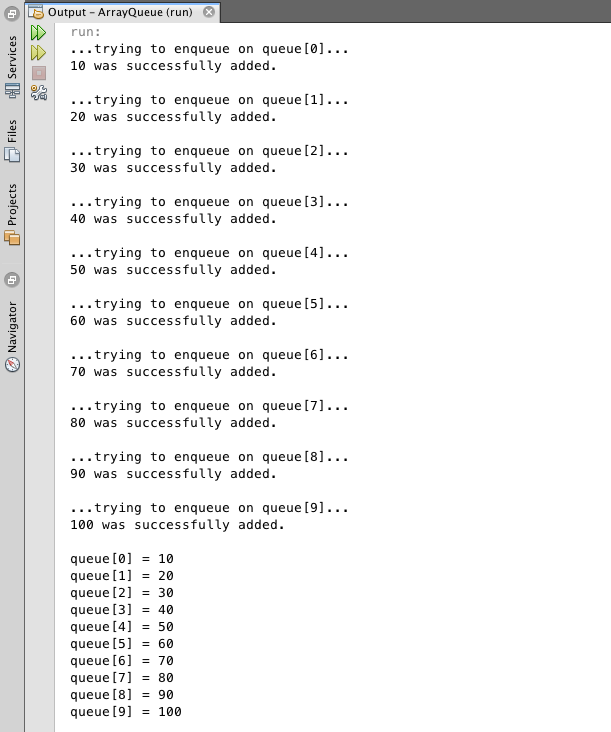 Output - ArrayQueue (run)
Services
Files
Projects
Navigator
run:
...trying to enqueue on queue[0]...
10 was successfully added.
...trying to enqueue on queue[1]...
20 was successfully added.
...trying to enqueue on queue[2]...
30 was successfully added.
...trying to enqueue on queue[3]...
40 was successfully added.
...trying to enqueue on queue[4]...
50 was successfully added.
...trying to enqueue on queue[5]...
60 was successfully added.
...trying to enqueue on queue[6]...
70 was successfully added.
...trying to enqueue on queue[7]...
80 was successfully added.
...trying to enqueue on queue[8]...
90 was successfully added.
...trying to enqueue on queue[9]...
100 was successfully added.
queue[0] = 10
queue[1] = 20
queue[2] = 30
queue[3] = 40
queue[4] = 50
queue[5] = 60
queue[6] = 70
queue[7] = 80
queue[8] = 90
queue[9] = 100